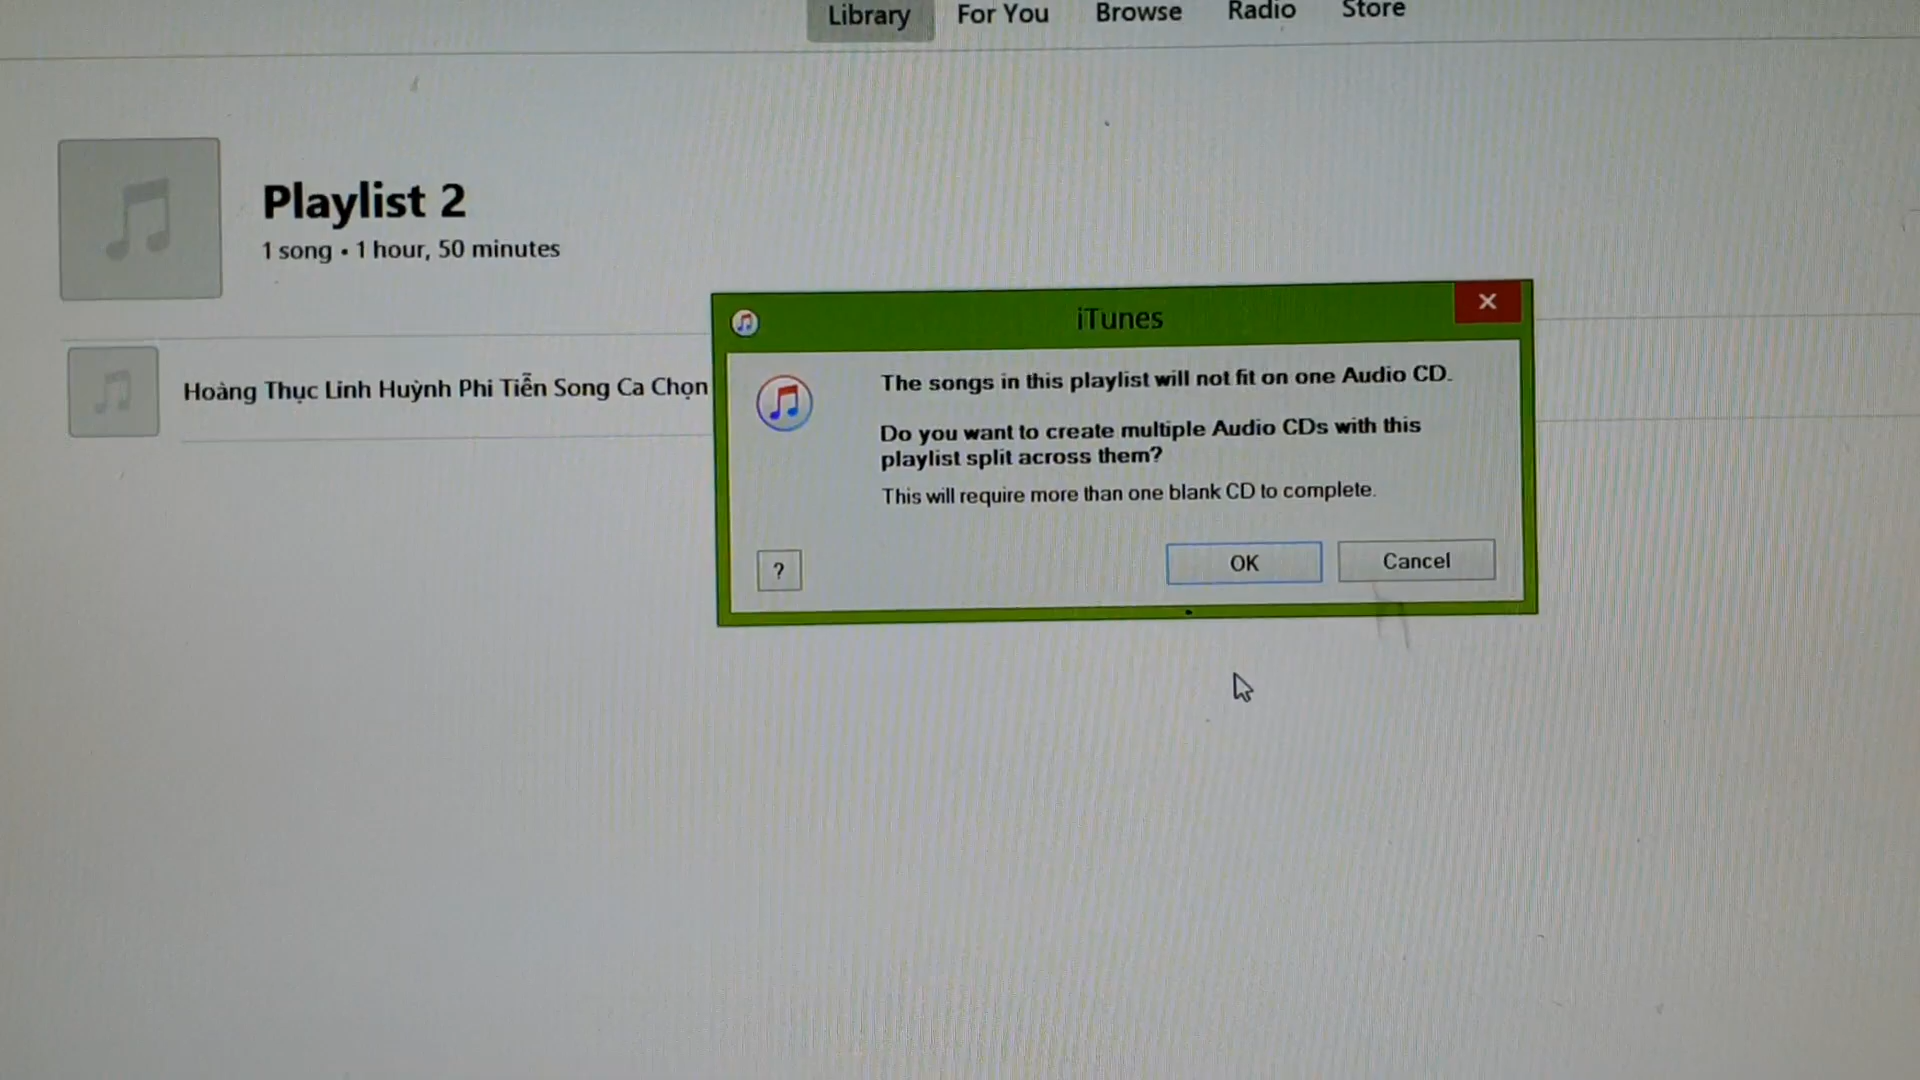 Library For You Browse Radio Store
Playlist 2
1 song • 1 hour, 50 minutes
iTunes
Hoàng Thục Linh Huỳnh Phi Tiễn Song Ca Chọn
The songs in this playlist will not fit on one Audio CD.
Do you want to create multiple Audio CDs with this
playlist split across them?
This will require more than one blank CD to complete.
?
OK
Cancel